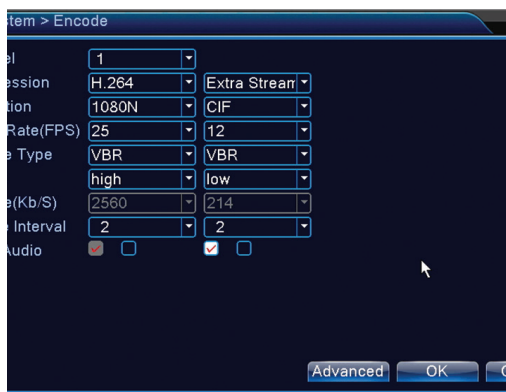 stem > Encode
el 1
ession H.264 Extra Stream
tion 1080N CIF
Rate(FPS) 25 12
e Type VBR VBR
high low
e(Kb/S) 2560 214
e Interval 2 2
Audio
Advanced OK C